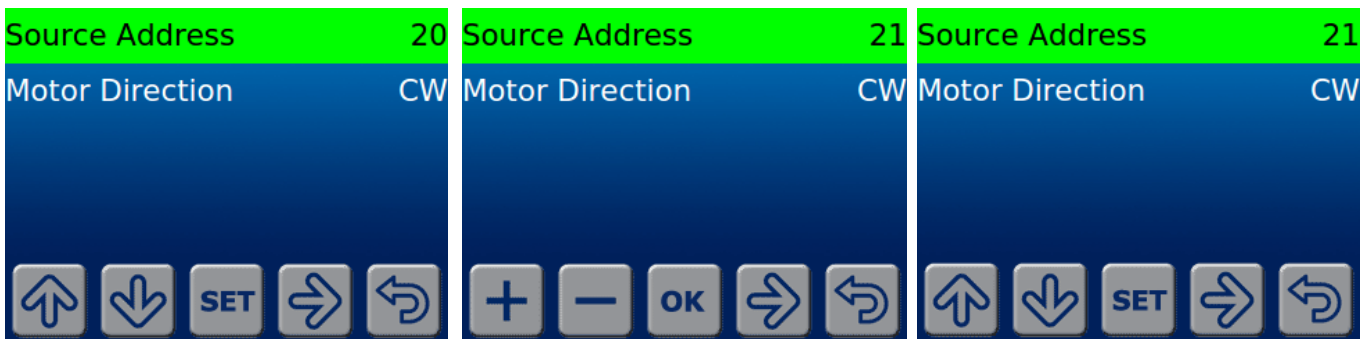 Source Address 20
Motor Direction CW
SET
Source Address 21
Motor Direction CW
OK
Source Address 21
Motor Direction CW
SET